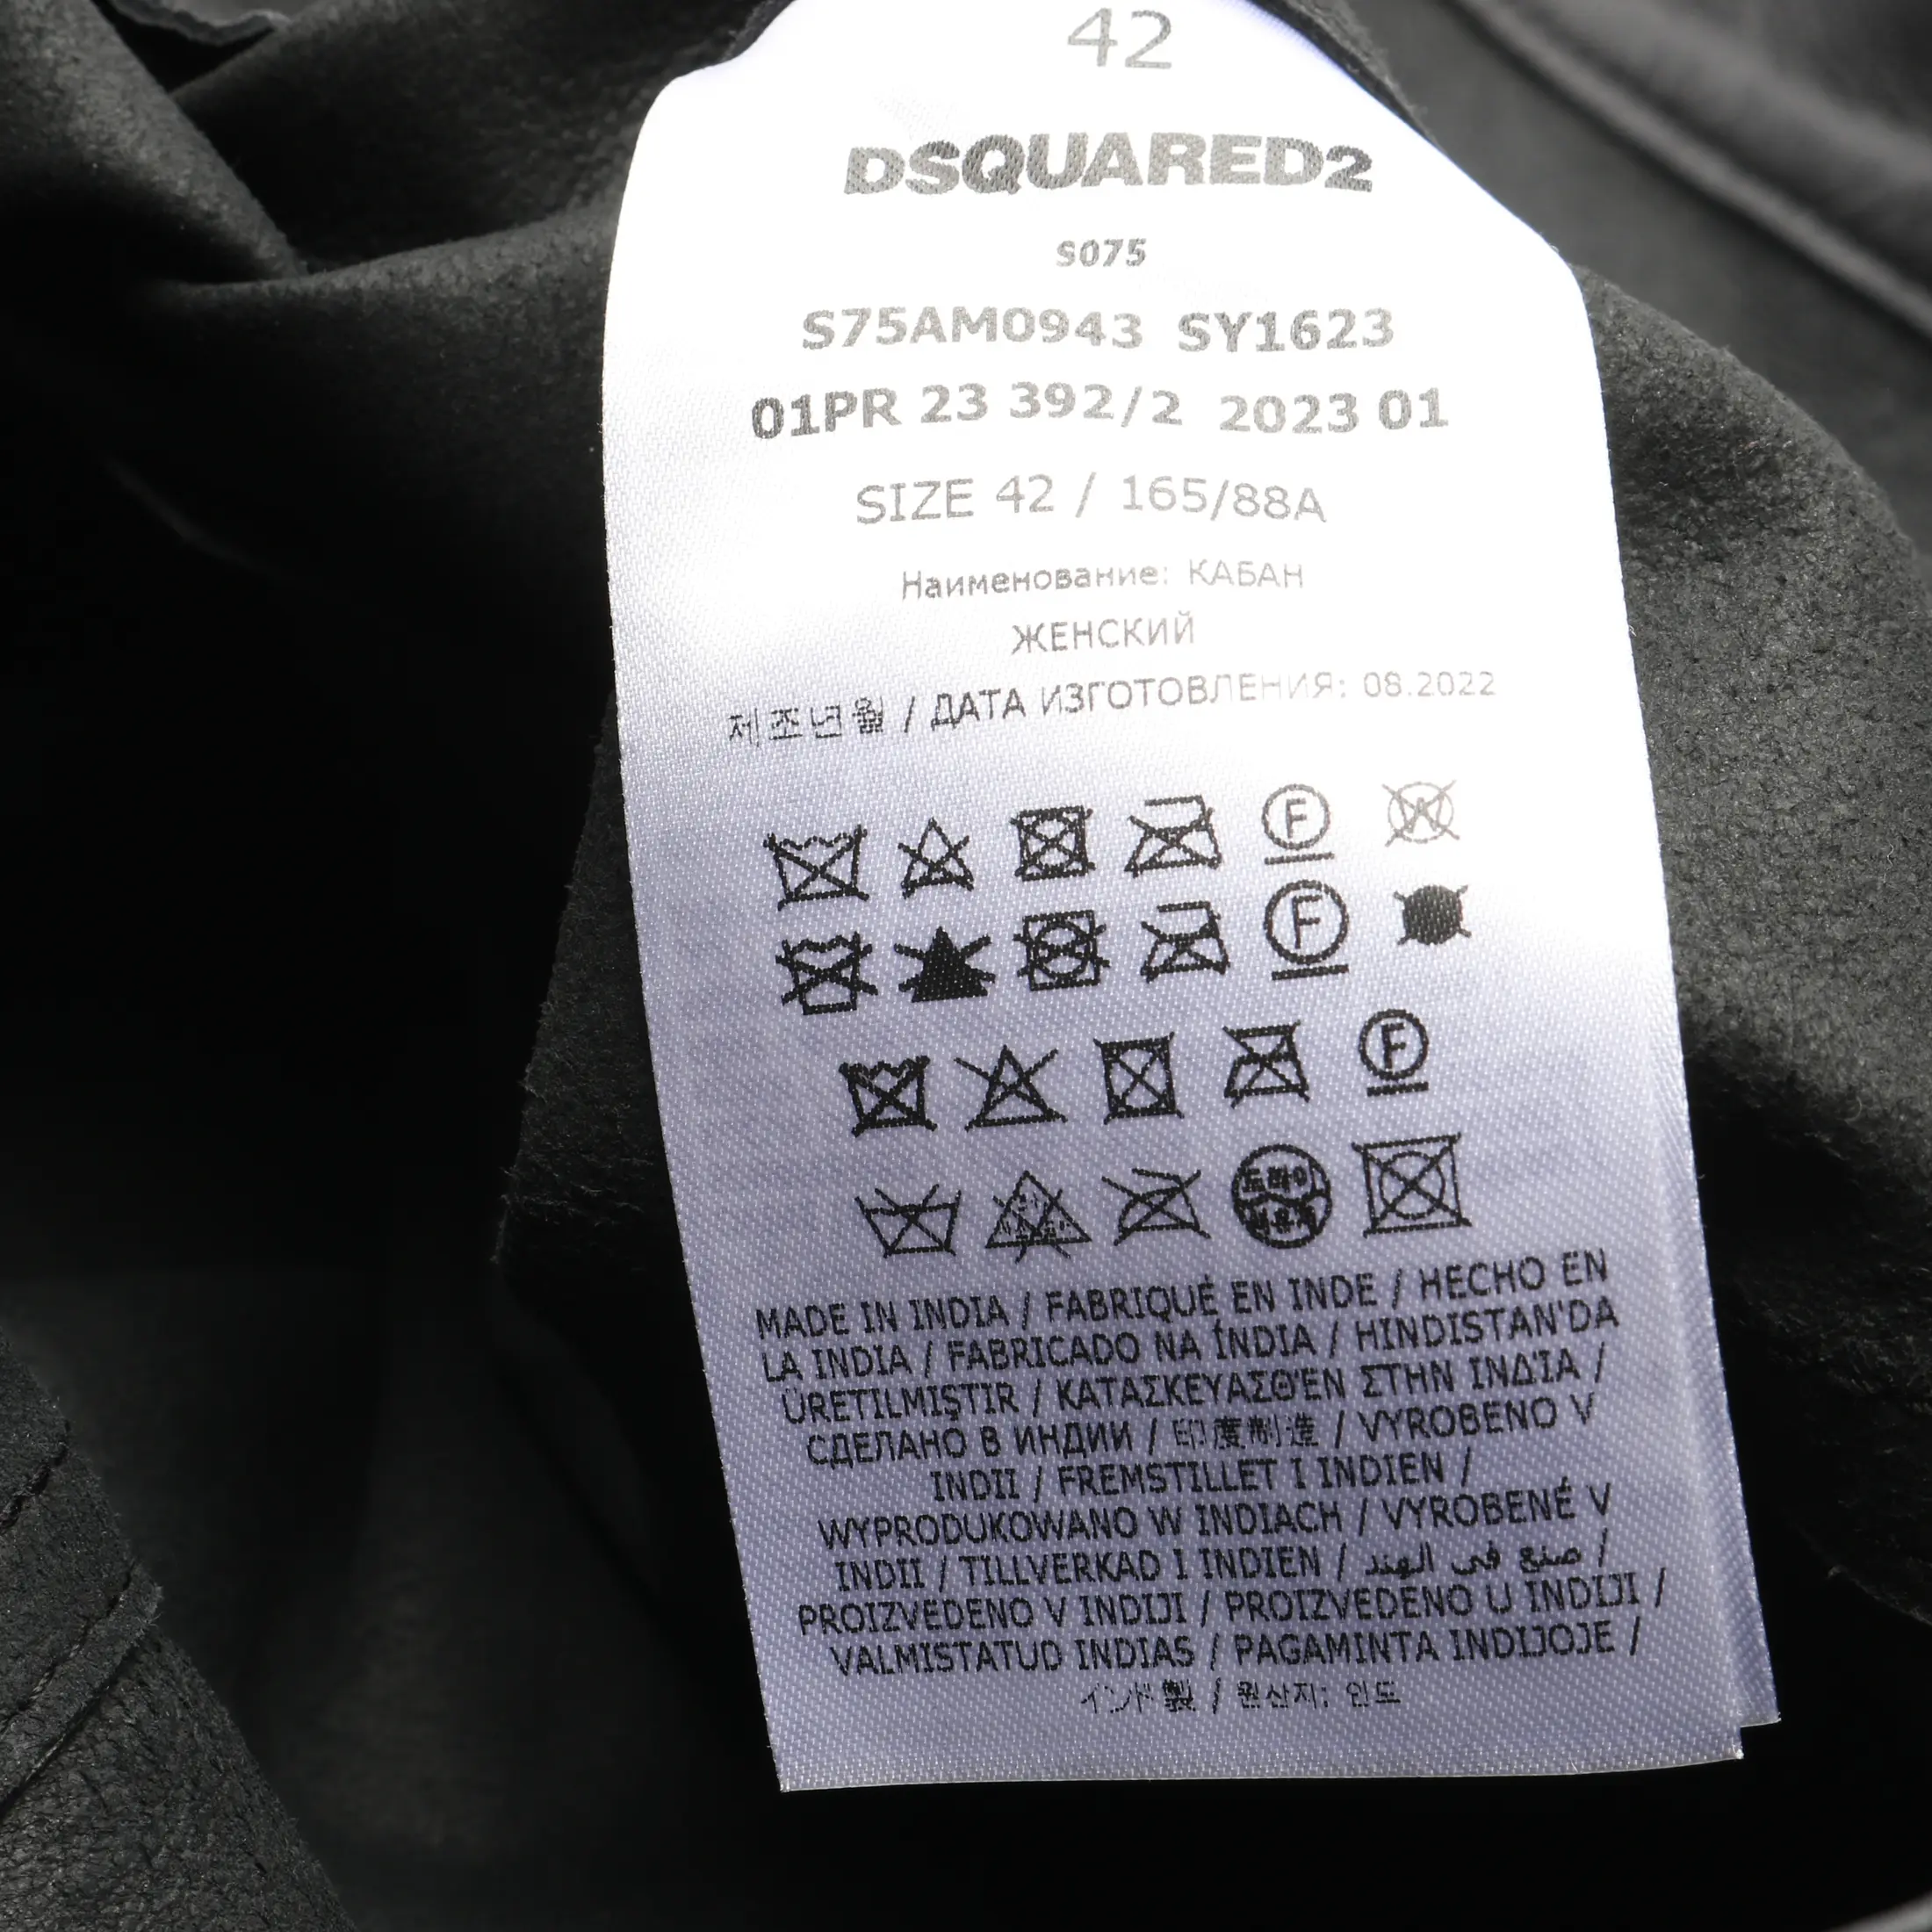 42
DSQUARED2
S075
S75AM0943 SY1623
01PR 23 392/2 2023 01
SIZE 42 / 165/88A
Наименование: КАБАН
ЖЕНСКИЙ
제조년월 / ДАТА ИЗГОТОВЛЕНИЯ: 08.2022
F W
F
F
드라이
MADE IN INDIA / FABRIQUÉ EN INDE / HECHO EN
LA INDIA / FABRICADO NA ÍNDIA / HINDISTAN'DA
ÜRETILMIŞTIR / ΚΑΤΑΣΚΕΥΑΣΘΈΝ ΣΤΗΝ ΙΝΔΊΑ /
СДЕЛАНО В ИНДИИ / 印度制造 / VYROBENO V
INDII / FREMSTILLET I INDIEN /
WYPRODUKOWANO W INDIACH / VYROBENÉ V
INDII / TILLVERKAD I INDIEN / صنع في الهند /
PROIZVEDENO V INDIJI / PROIZVEDENO U INDIJI /
VALMISTATUD INDIAS / PAGAMINTA INDIJOJE /
インド製 / 원산지: 인도